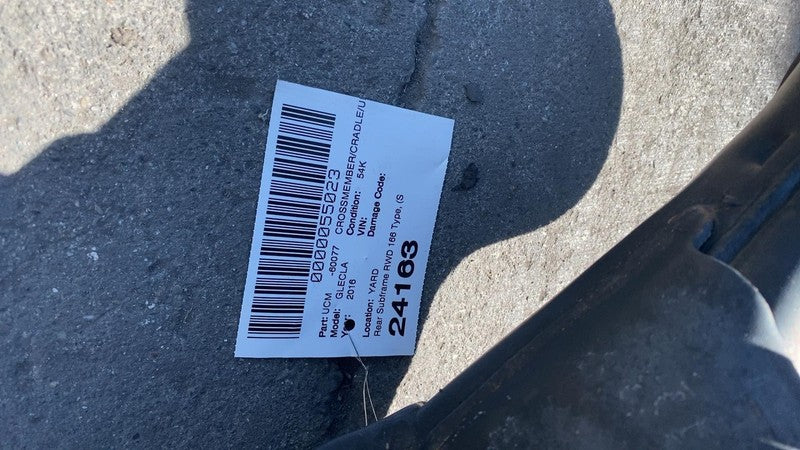 0000055023
Part: UCM -60077 CROSSMEMBER/CRADLE/U
Model: GLECLA Condition: 54K
2016 VIN:
Location: YARD Damage Code:
Rear Subframe RWD 166 Type, (S
24163